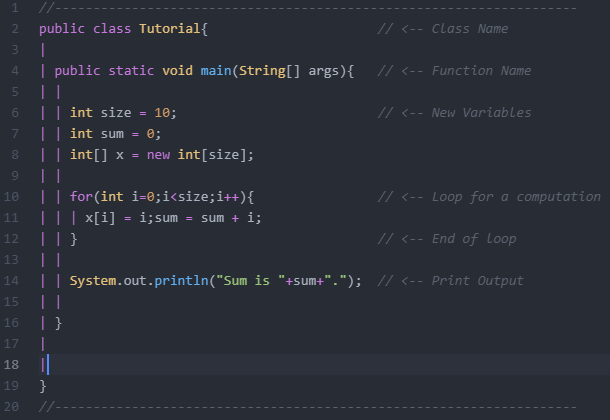 1 //--------------------------------------------------------------------
2 public class Tutorial{ // <-- Class Name
3
4 public static void main(String[] args){ // <-- Function Name
5
6 int size = 10; // <-- New Variables
7 int sum = 0;
8 int[] x = new int[size];
9
10 for(int i=0;i<size;i++){ // <-- Loop for a computation
11 x[i] = i;sum = sum + i;
12 } // <-- End of loop
13
14 System.out.println("Sum is "+sum+"."); // <-- Print Output
15
16 }
17
18
19 }
20 //--------------------------------------------------------------------